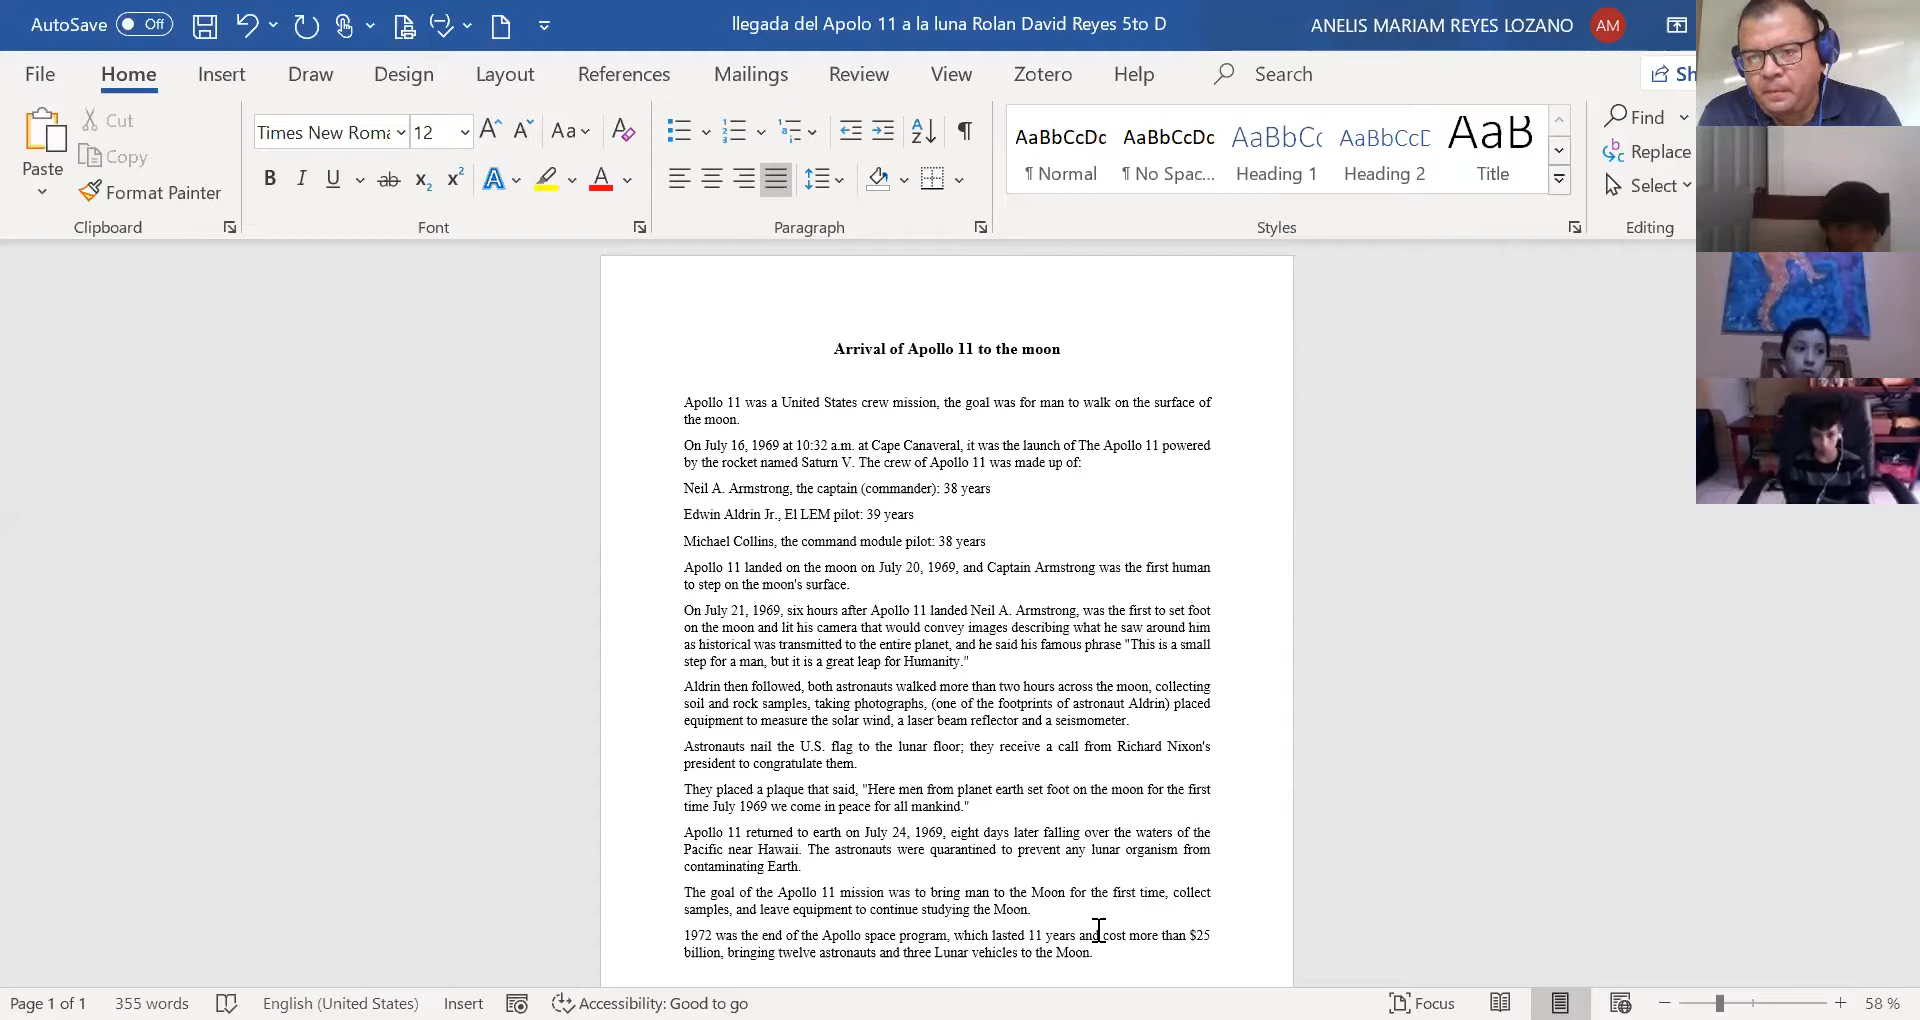 AutoSave Off
llegada del Apolo 11 a la luna Rolan David Reyes 5to D
ANELIS MARIAM REYES LOZANO AM
File Home Insert Draw Design Layout References Mailings Review View Zotero Help Search
Paste
Cut
Copy
Format Painter
Clipboard
Times New Roma 12
Font
Paragraph
AaBbCcDc AaBbCcDc AaBbCc AaBbCcD AaB
¶ Normal ¶ No Spac... Heading 1 Heading 2 Title
Styles
Find
Replace
Select
Editing
Arrival of Apollo 11 to the moon
Apollo 11 was a United States crew mission, the goal was for man to walk on the surface of
the moon.
On July 16, 1969 at 10:32 a.m. at Cape Canaveral, it was the launch of The Apollo 11 powered
by the rocket named Saturn V. The crew of Apollo 11 was made up of:
Neil A. Armstrong, the captain (commander): 38 years
Edwin Aldrin Jr., El LEM pilot: 39 years
Michael Collins, the command module pilot: 38 years
Apollo 11 landed on the moon on July 20, 1969, and Captain Armstrong was the first human
to step on the moon's surface.
On July 21, 1969, six hours after Apollo 11 landed Neil A. Armstrong, was the first to set foot
on the moon and lit his camera that would convey images describing what he saw around him
as historical was transmitted to the entire planet, and he said his famous phrase "This is a small
step for a man, but it is a great leap for Humanity."
Aldrin then followed, both astronauts walked more than two hours across the moon, collecting
soil and rock samples, taking photographs, (one of the footprints of astronaut Aldrin) placed
equipment to measure the solar wind, a laser beam reflector and a seismometer.
Astronauts nail the U.S. flag to the lunar floor; they receive a call from Richard Nixon's
president to congratulate them.
They placed a plaque that said, "Here men from planet earth set foot on the moon for the first
time July 1969 we come in peace for all mankind."
Apollo 11 returned to earth on July 24, 1969, eight days later falling over the waters of the
Pacific near Hawaii. The astronauts were quarantined to prevent any lunar organism from
contaminating Earth.
The goal of the Apollo 11 mission was to bring man to the Moon for the first time, collect
samples, and leave equipment to continue studying the Moon.
1972 was the end of the Apollo space program, which lasted 11 years and cost more than $25
billion, bringing twelve astronauts and three Lunar vehicles to the Moon.
Page 1 of 1 355 words English (United States) Insert Accessibility: Good to go Focus 58 %